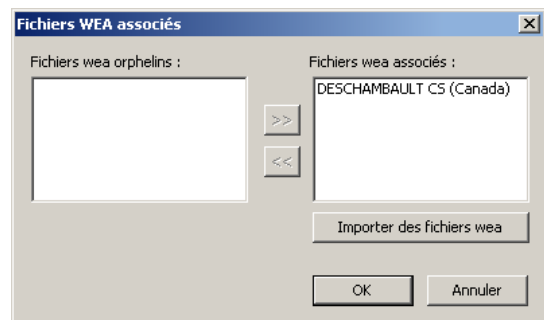 Fichiers WEA associés
Fichiers wea orphelins :
Fichiers wea associés :
DESCHAMBAULT CS (Canada)
>>
<<
Importer des fichiers wea
OK
Annuler